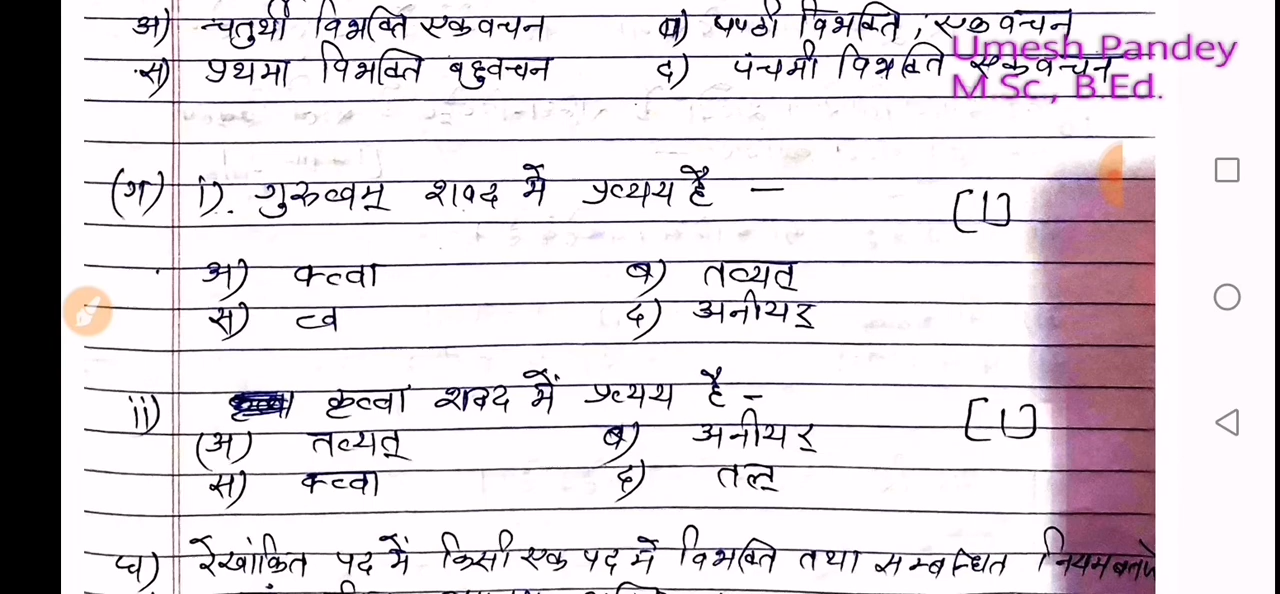 अ) चतुर्थी विभक्ति एकवचन ब) षष्ठी विभक्ति, एक वचन
स) प्रथमा विभक्ति बहुवचन द) पंचमी विभक्ति एकवचन
Umesh Pandey
M.Sc., B.Ed.
(ग) i). गुरुत्वम् शब्द में प्रत्यय है — [1]
अ) क्त्वा ब) तव्यत्
स) त्व द) अनीयर्
ii) कृत्वा शब्द में प्रत्यय है - [1]
(अ) तव्यत् ब) अनीयर्
स) क्त्वा द) तल्
घ) रेखांकित पद में किसी एक पद में विभक्ति तथा सम्बन्धित नियम